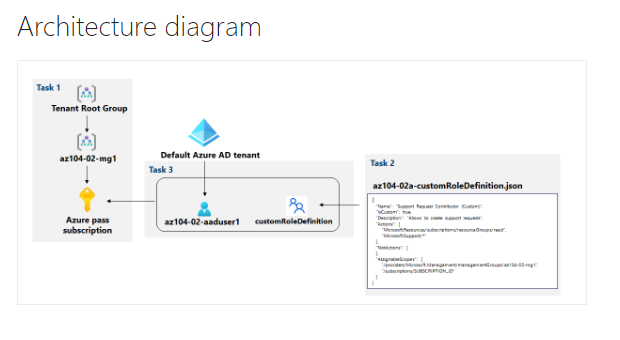 Architecture diagram
Task 1
Tenant Root Group
az104-02-mg1
Azure pass
subscription
Default Azure AD tenant
Task 3
az104-02-aaduser1
customRoleDefinition
Task 2
az104-02a-customRoleDefinition.json
{
"Name": "Support Request Contributor (Custom)",
"IsCustom": true,
"Description": "Allows to create support requests",
"Actions": [
"Microsoft.Resources/subscriptions/resourceGroups/read",
"Microsoft.Support/*"
],
"NotActions": [
],
"AssignableScopes": [
"/providers/Microsoft.Management/managementGroups/az104-02-mg1",
"/subscriptions/SUBSCRIPTION_ID"
]
}